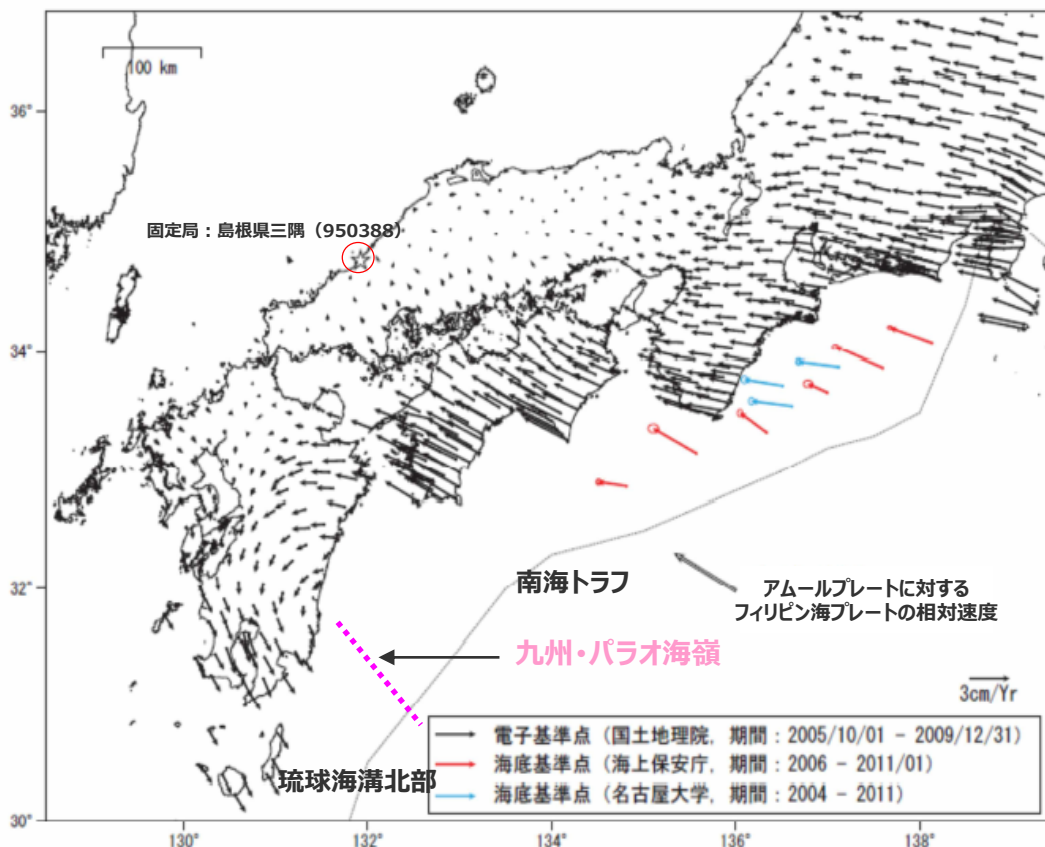 100 km
36°
固定局：島根県三隅（950388）
34°
32°
南海トラフ
アムールプレートに対する
フィリピン海プレートの相対速度
九州・パラオ海嶺
3cm/Yr
電子基準点（国土地理院, 期間：2005/10/01 - 2009/12/31）
海底基準点（海上保安庁, 期間：2006 - 2011/01）
海底基準点（名古屋大学, 期間：2004 - 2011）
琉球海溝北部
30°
130°
132°
134°
136°
138°